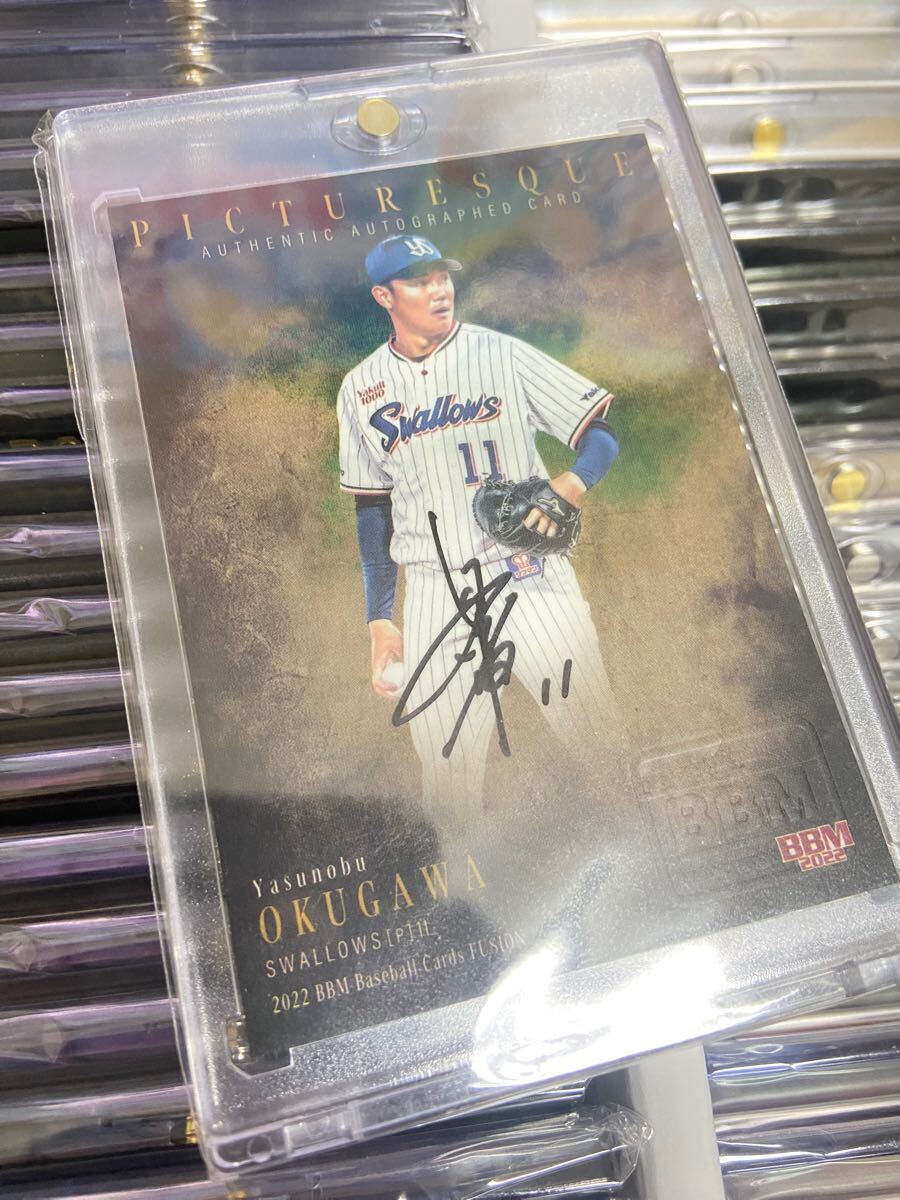 PICTURESQUE
AUTHENTIC AUTOGRAPHED CARD
YS
Yakult
1000
Swallows
11
11
BBM
BBM
2022
Yasunobu
OKUGAWA
SWALLOWS [P] 11
2022 BBM Baseball Cards FUSION